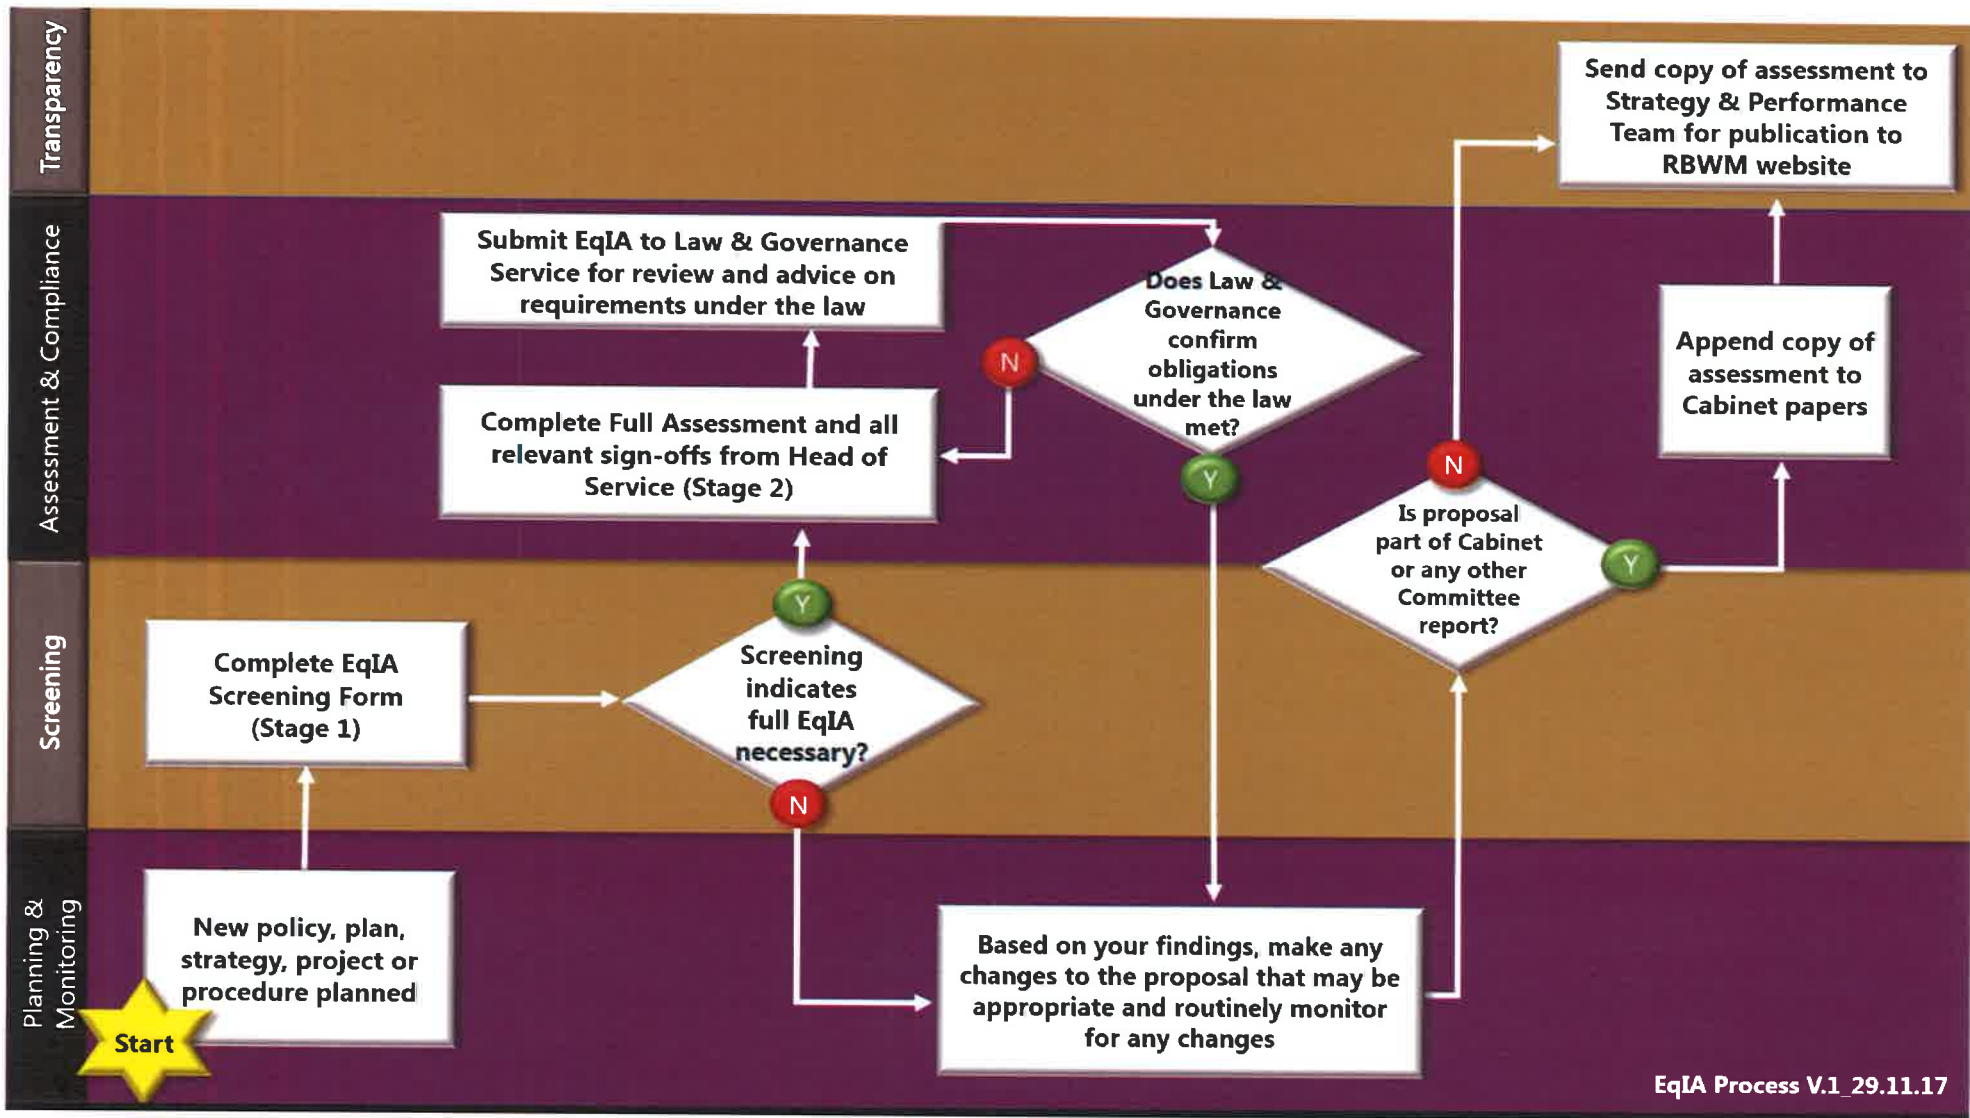 Transparency
Send copy of assessment to
Strategy & Performance
Team for publication to
RBWM website
Assessment & Compliance
Submit EqIA to Law & Governance
Service for review and advice on
requirements under the law
Does Law &
Governance
confirm
obligations
under the law
met?
N
Y
Complete Full Assessment and all
relevant sign-offs from Head of
Service (Stage 2)
Append copy of
assessment to
Cabinet papers
N
Is proposal
part of Cabinet
or any other
Committee
report?
Y
Screening
Complete EqIA
Screening Form
(Stage 1)
Y
Screening
indicates
full EqIA
necessary?
N
Planning &
Monitoring
New policy, plan,
strategy, project or
procedure planned
Start
Based on your findings, make any
changes to the proposal that may be
appropriate and routinely monitor
for any changes
EqIA Process V.1_29.11.17